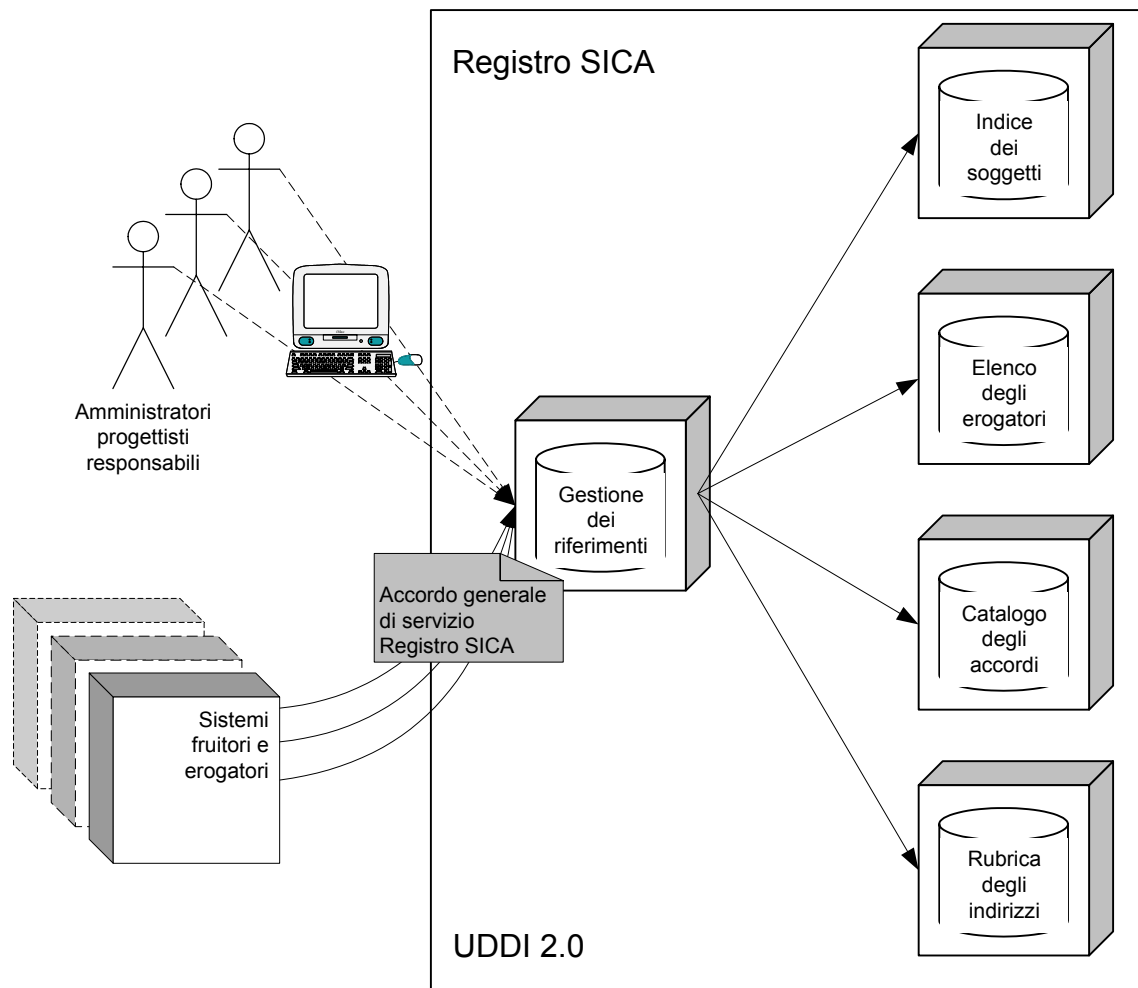 Registro SICA
Indice
dei
soggetti
Elenco
degli
erogatori
Amministratori
progettisti
responsabili
Gestione
dei
riferimenti
Accordo generale
di servizio
Registro SICA
Catalogo
degli
accordi
Sistemi
fruitori e
erogatori
Rubrica
degli
indirizzi
UDDI 2.0